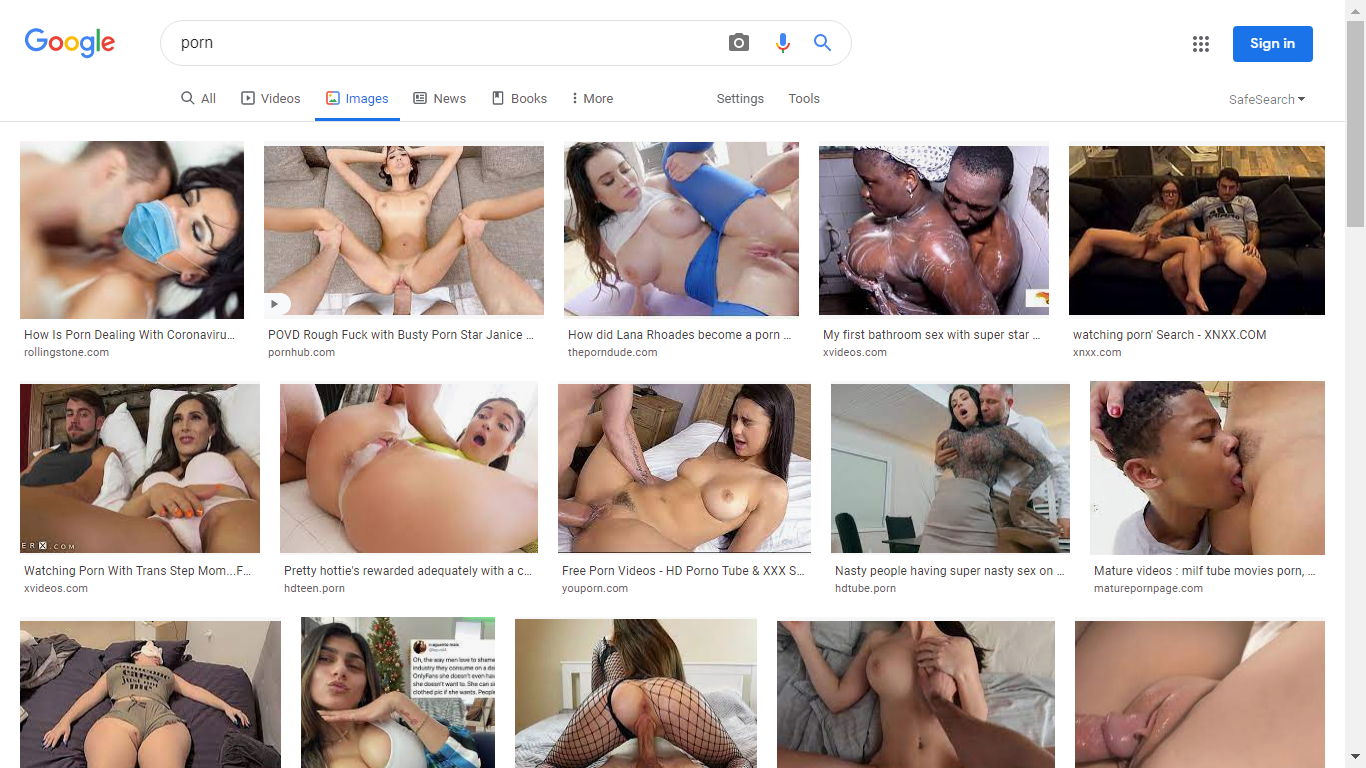 Google
porn
Sign in
All
Videos
Images
News
Books
More
Settings
Tools
SafeSearch
How Is Porn Dealing With Coronaviru...
rollingstone.com
POVD Rough Fuck with Busty Porn Star Janice ...
pornhub.com
How did Lana Rhoades become a porn ...
theporndude.com
My first bathroom sex with super star ...
xvideos.com
watching porn' Search - XNXX.COM
xnxx.com
Watching Porn With Trans Step Mom...F...
xvideos.com
Pretty hottie's rewarded adequately with a c...
hdteen.porn
Free Porn Videos - HD Porno Tube & XXX S...
youporn.com
Nasty people having super nasty sex on ...
hdtube.porn
Mature videos : milf tube movies porn, ...
maturepornpage.com
Oh, the way men love to shame
industry they consume on a da
OnlyFans she doesn't even hav
she doesn't want to. She can si
clothed pic if she wants. People